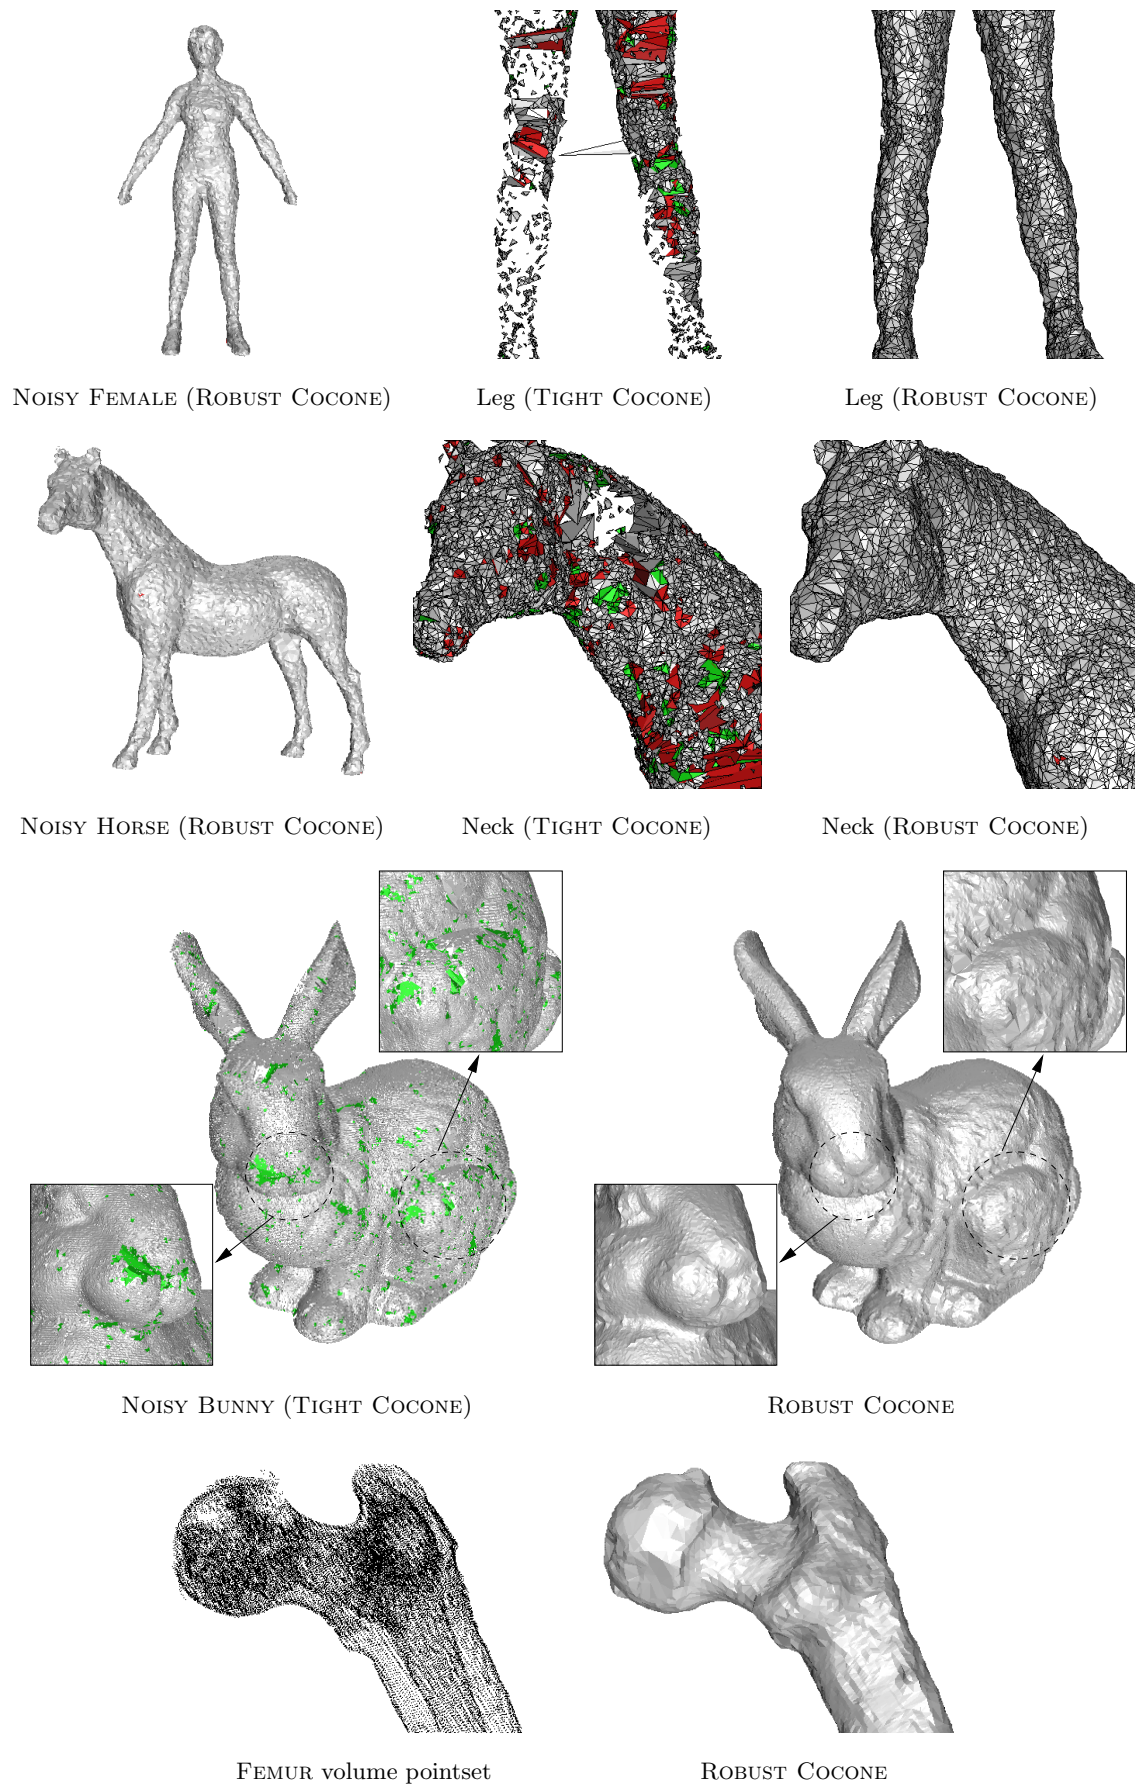 NOISY FEMALE (ROBUST COCONE)
Leg (TIGHT COCONE)
Leg (ROBUST COCONE)
NOISY HORSE (ROBUST COCONE)
Neck (TIGHT COCONE)
Neck (ROBUST COCONE)
NOISY BUNNY (TIGHT COCONE)
ROBUST COCONE
FEMUR volume pointset
ROBUST COCONE